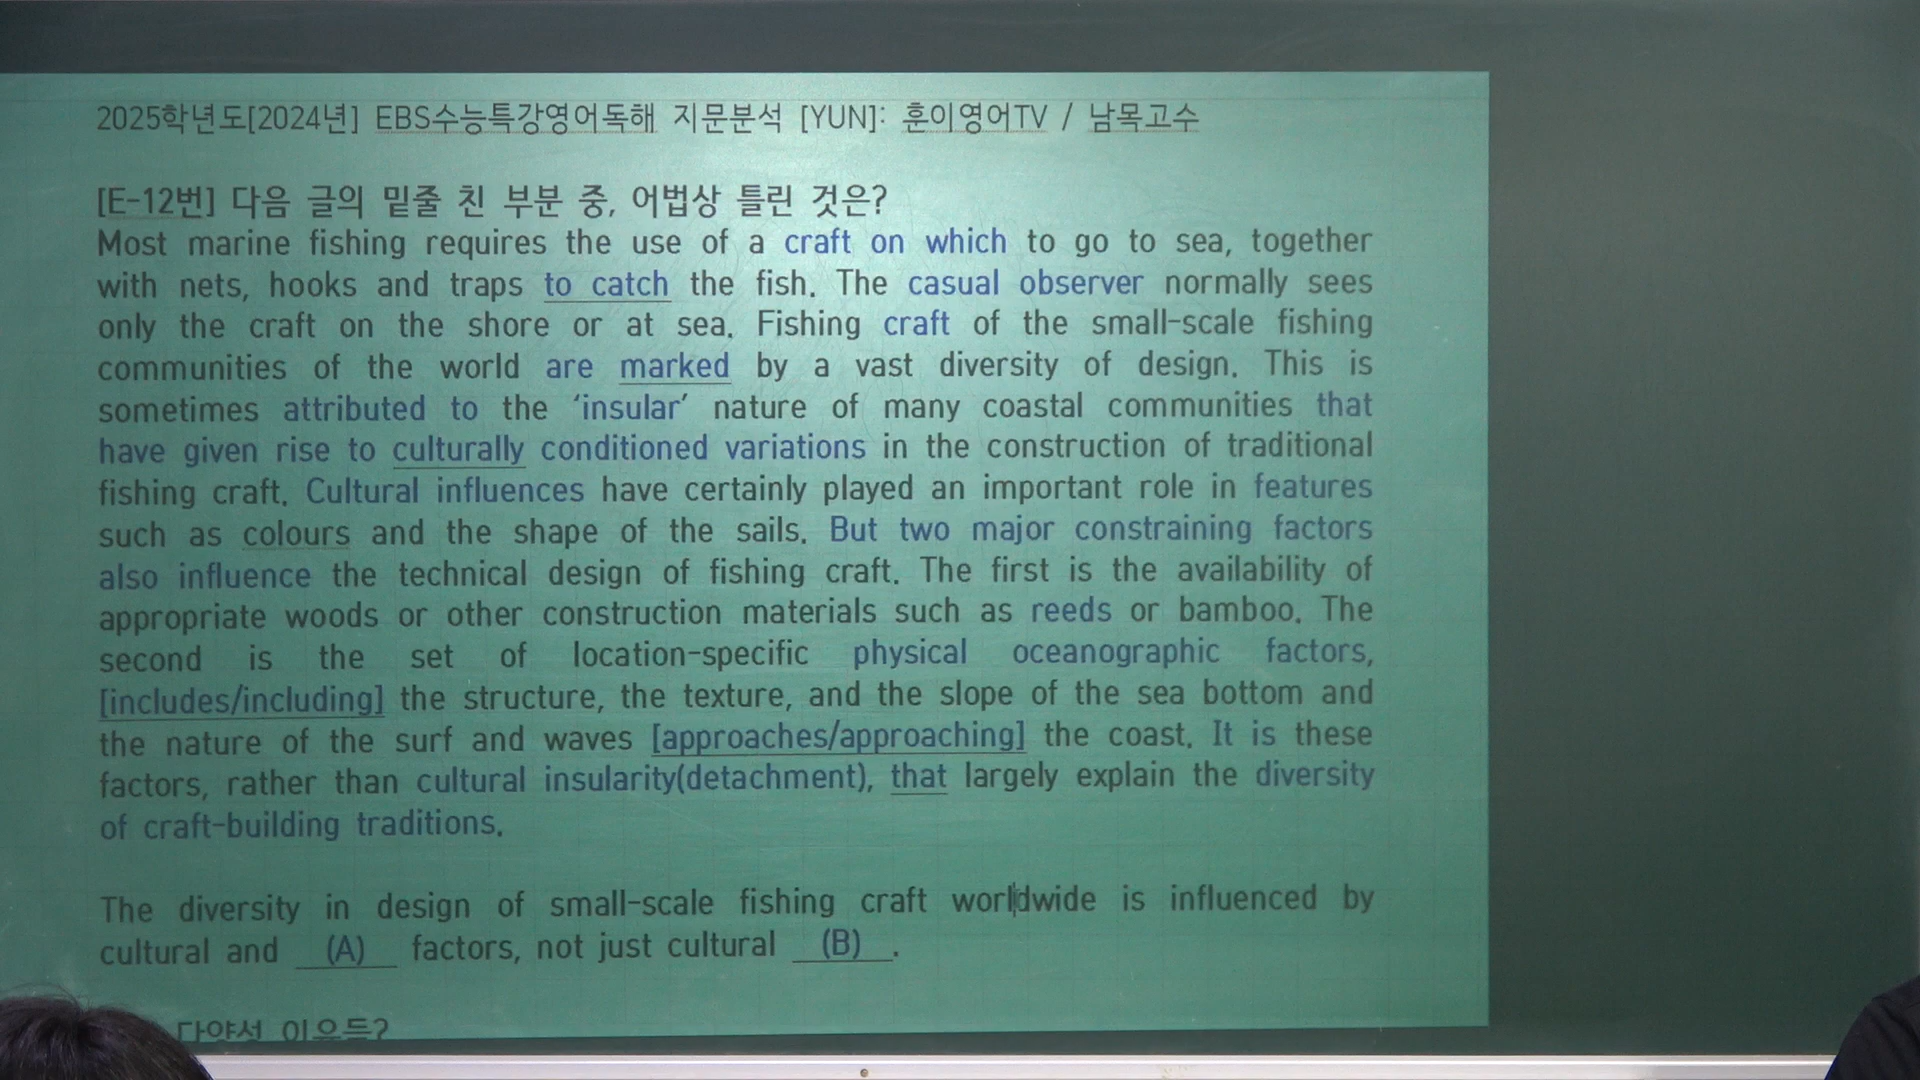 2025학년도[2024년] EBS수능특강영어독해 지문분석 [YUN]: 훈이영어TV / 남목고수
[E-12번] 다음 글의 밑줄 친 부분 중, 어법상 틀린 것은?
Most marine fishing requires the use of a craft on which to go to sea, together
with nets, hooks and traps to catch the fish. The casual observer normally sees
only the craft on the shore or at sea. Fishing craft of the small-scale fishing
communities of the world are marked by a vast diversity of design. This is
sometimes attributed to the ‘insular’ nature of many coastal communities that
have given rise to culturally conditioned variations in the construction of traditional
fishing craft. Cultural influences have certainly played an important role in features
such as colours and the shape of the sails. But two major constraining factors
also influence the technical design of fishing craft. The first is the availability of
appropriate woods or other construction materials such as reeds or bamboo. The
second is the set of location-specific physical oceanographic factors,
[includes/including] the structure, the texture, and the slope of the sea bottom and
the nature of the surf and waves [approaches/approaching] the coast. It is these
factors, rather than cultural insularity(detachment), that largely explain the diversity
of craft-building traditions.
The diversity in design of small-scale fishing craft worldwide is influenced by
cultural and (A) factors, not just cultural (B) .
다양성 이유들?